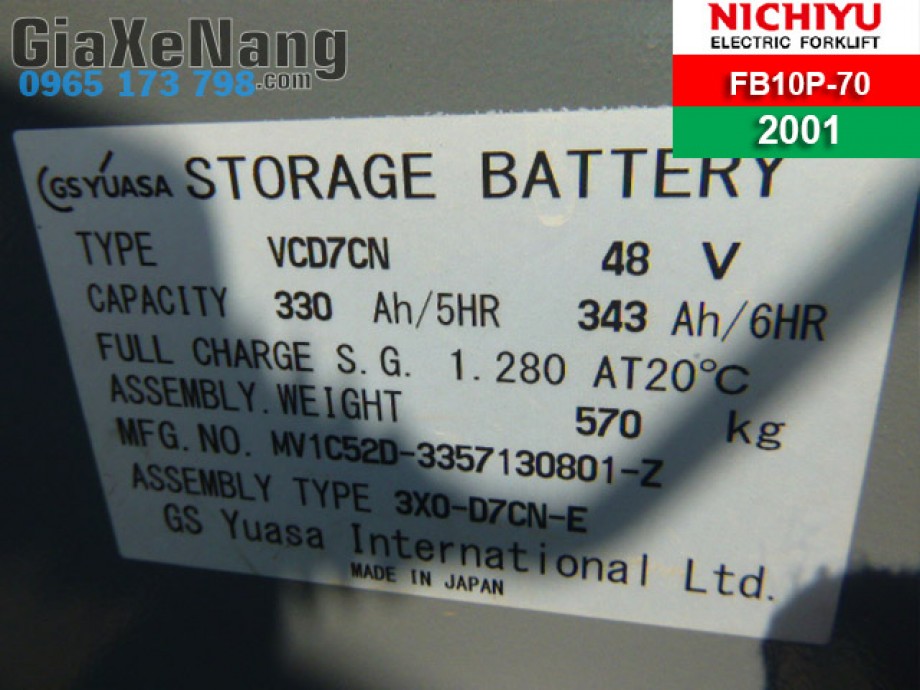 GiaXeNang
.com
0965 173 798
NICHIYU
ELECTRIC FORKLIFT
FB10P-70
2001
GS YUASA STORAGE BATTERY
TYPE VCD7CN 48 V
CAPACITY 330 Ah/5HR 343 Ah/6HR
FULL CHARGE S.G. 1.280 AT20℃
ASSEMBLY.WEIGHT 570 kg
MFG.NO. MV1C52D-3357130801-Z
ASSEMBLY TYPE 3X0-D7CN-E
GS Yuasa International Ltd.
MADE IN JAPAN